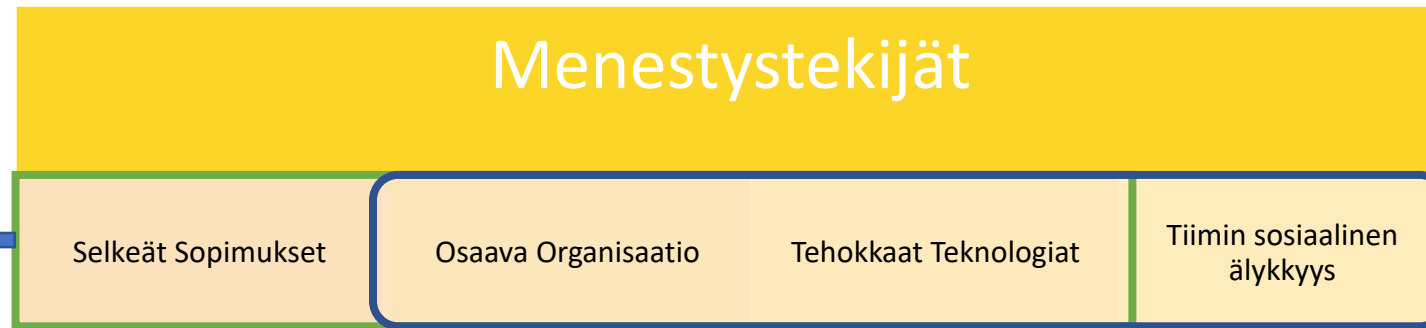 Menestystekijät
Selkeät Sopimukset
Osaava Organisaatio
Tehokkaat Teknologiat
Tiimin sosiaalinen
älykkyys